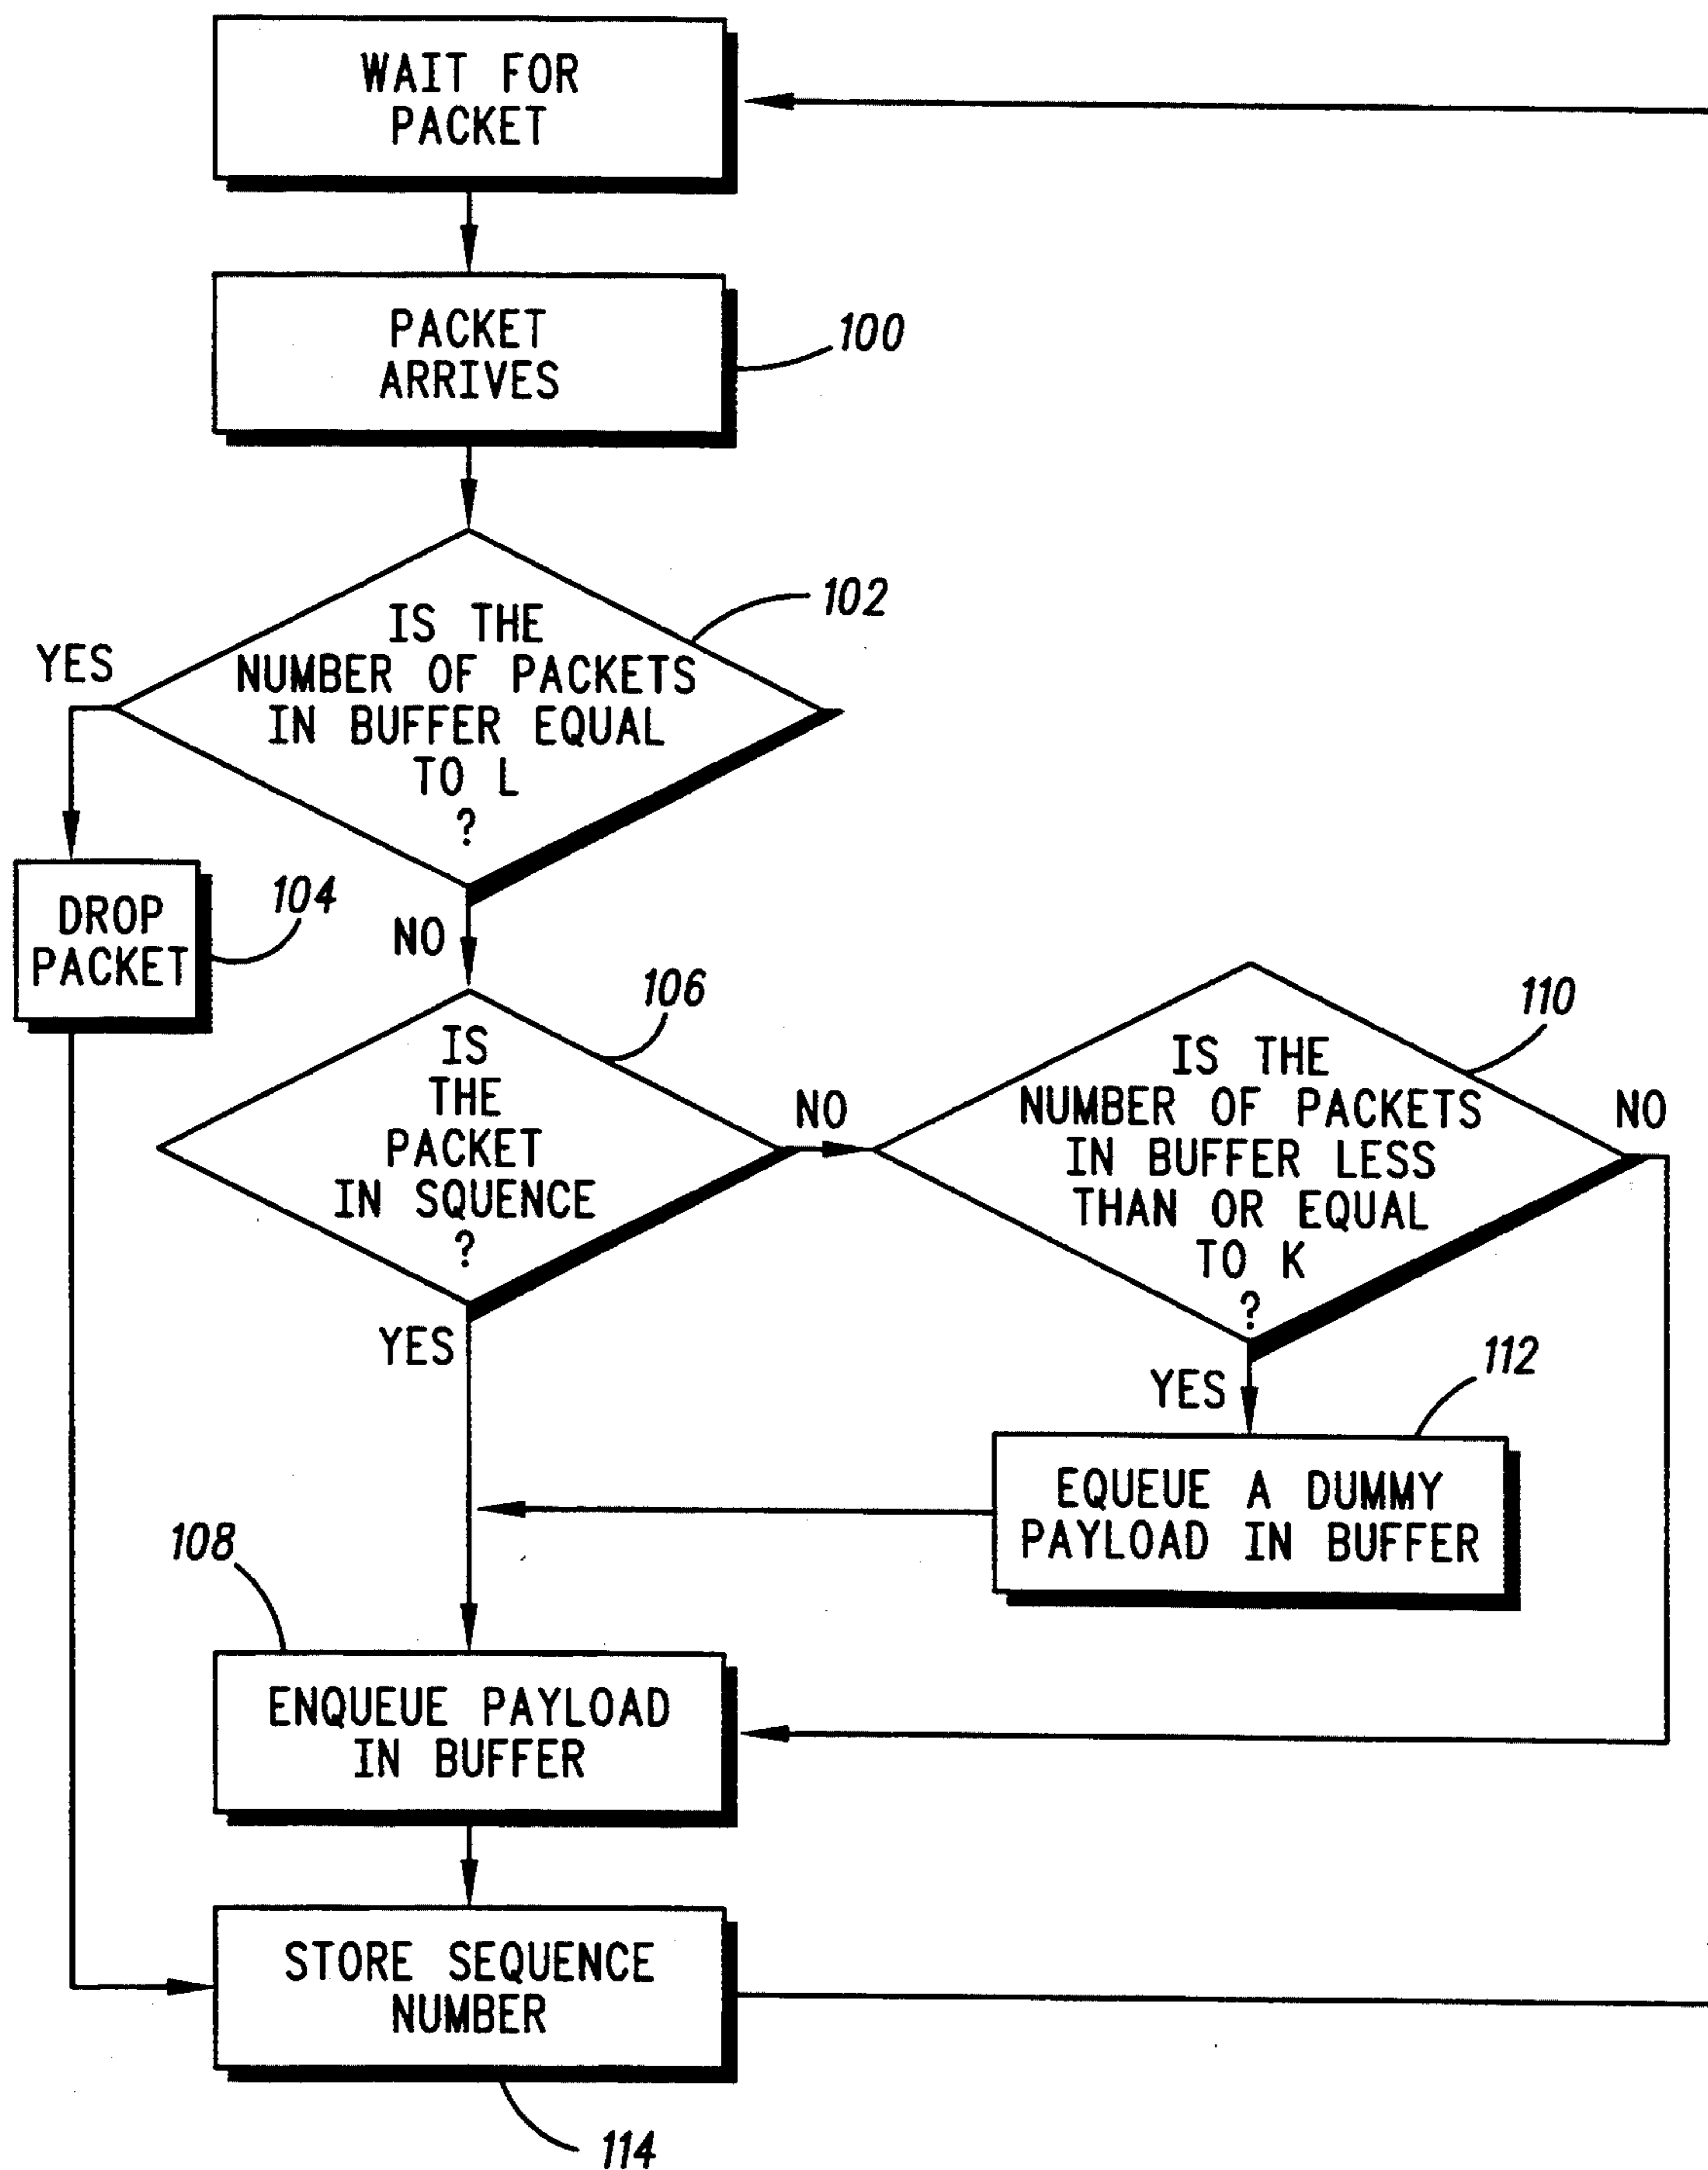 WAIT FOR
PACKET
PACKET
ARRIVES
100
IS THE
NUMBER OF PACKETS
IN BUFFER EQUAL
TO L
?
102
YES
DROP
PACKET
104
NO
IS
THE
PACKET
IN SQUENCE
?
106
NO
IS THE
NUMBER OF PACKETS
IN BUFFER LESS
THAN OR EQUAL
TO K
?
110
NO
YES
YES
112
EQUEUE A DUMMY
PAYLOAD IN BUFFER
108
ENQUEUE PAYLOAD
IN BUFFER
STORE SEQUENCE
NUMBER
114